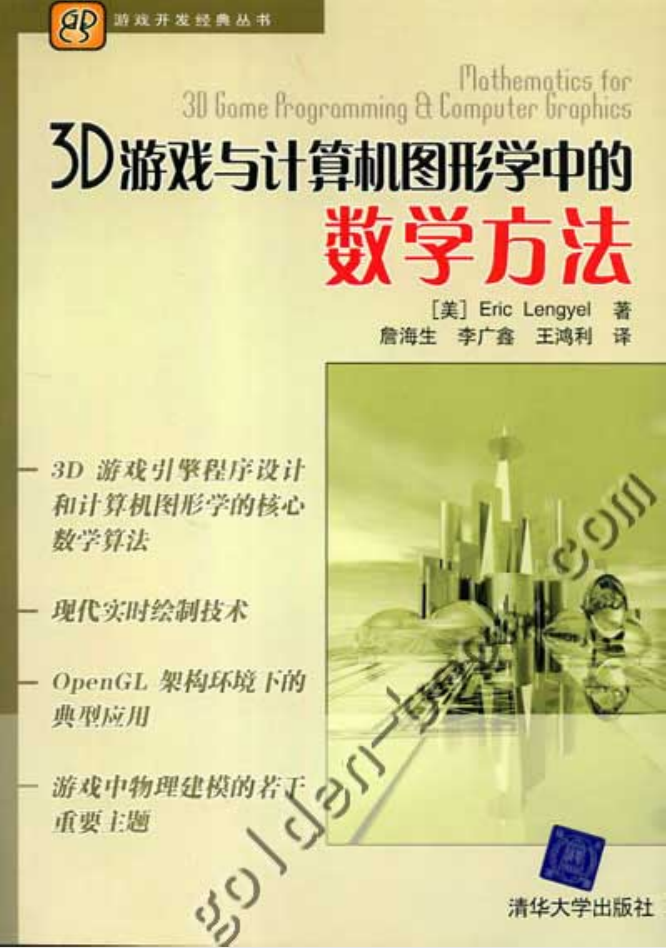 游戏开发经典丛书
Mathematics for
3D Game Programming & Computer Graphics
3D游戏与计算机图形学中的
数学方法
[美] Eric Lengyel 著
詹海生 李广鑫 王鸿利 译
3D 游戏引擎程序设计
和计算机图形学的核心
数学算法
现代实时绘制技术
OpenGL 架构环境下的
典型应用
游戏中物理建模的若干
重要主题
清华大学出版社